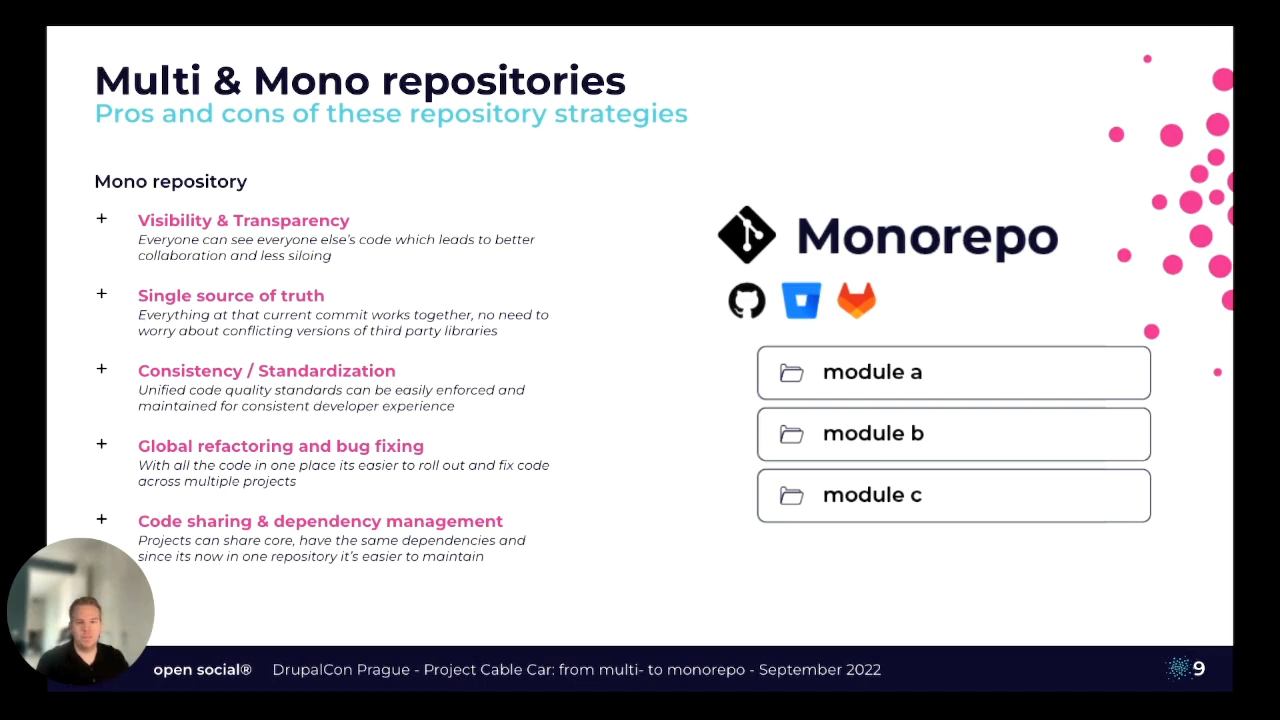 Multi & Mono repositories
Pros and cons of these repository strategies
Mono repository
+ Visibility & Transparency
Everyone can see everyone else's code which leads to better
collaboration and less siloing
+ Single source of truth
Everything at that current commit works together, no need to
worry about conflicting versions of third party libraries
+ Consistency / Standardization
Unified code quality standards can be easily enforced and
maintained for consistent developer experience
+ Global refactoring and bug fixing
With all the code in one place its easier to roll out and fix code
across multiple projects
+ Code sharing & dependency management
Projects can share core, have the same dependencies and
since its now in one repository it's easier to maintain
Monorepo
module a
module b
module c
open social® DrupalCon Prague - Project Cable Car: from multi- to monorepo - September 2022 9